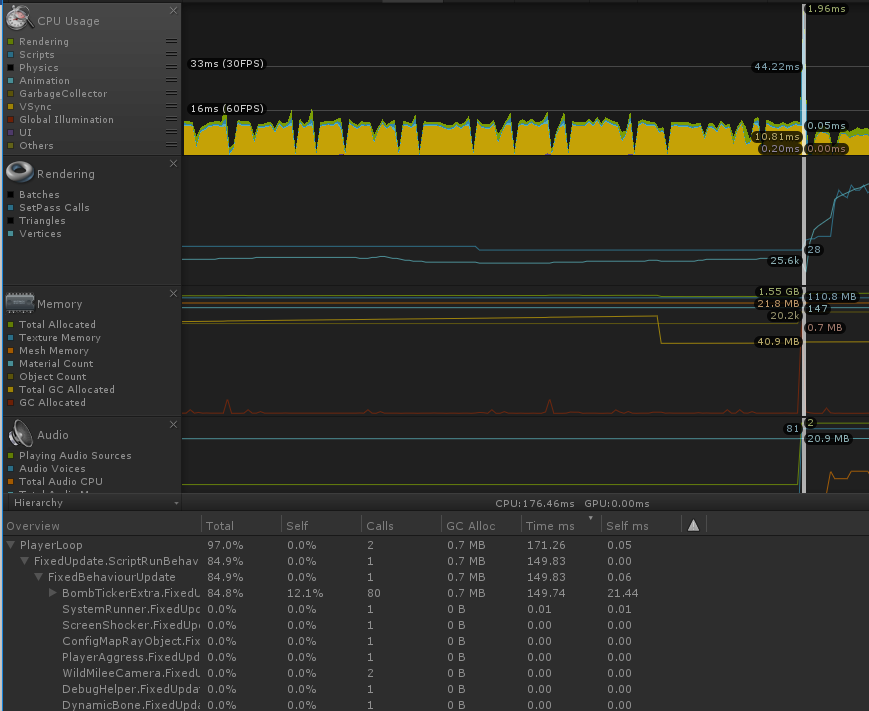 CPU Usage
Rendering
Scripts
Physics
Animation
GarbageCollector
VSync
Global Illumination
UI
Others
33ms (30FPS)
16ms (60FPS)
1.96ms
44.22ms
0.05ms
10.81ms
0.20ms
0.00ms
Rendering
Batches
SetPass Calls
Triangles
Vertices
28
25.6k
Memory
Total Allocated
Texture Memory
Mesh Memory
Material Count
Object Count
Total GC Allocated
GC Allocated
1.55 GB
110.8 MB
21.8 MB
147
20.2k
0.7 MB
40.9 MB
Audio
Playing Audio Sources
Audio Voices
Total Audio CPU
2
81
20.9 MB
Hierarchy
CPU:176.46ms GPU:0.00ms
Overview Total Self Calls GC Alloc Time ms Self ms
PlayerLoop 97.0% 0.0% 2 0.7 MB 171.26 0.05
FixedUpdate.ScriptRunBehav 84.9% 0.0% 1 0.7 MB 149.83 0.00
FixedBehaviourUpdate 84.9% 0.0% 1 0.7 MB 149.83 0.06
BombTickerExtra.FixedU 84.8% 12.1% 80 0.7 MB 149.74 21.44
SystemRunner.FixedUpd 0.0% 0.0% 1 0 B 0.01 0.01
ScreenShocker.FixedUp 0.0% 0.0% 1 0 B 0.00 0.00
ConfigMapRayObject.Fix 0.0% 0.0% 1 0 B 0.00 0.00
PlayerAggress.FixedUpd 0.0% 0.0% 1 0 B 0.00 0.00
WildMileeCamera.FixedU 0.0% 0.0% 2 0 B 0.00 0.00
DebugHelper.FixedUpda 0.0% 0.0% 1 0 B 0.00 0.00
DynamicBone.FixedUpda 0.0% 0.0% 1 0 B 0.00 0.00